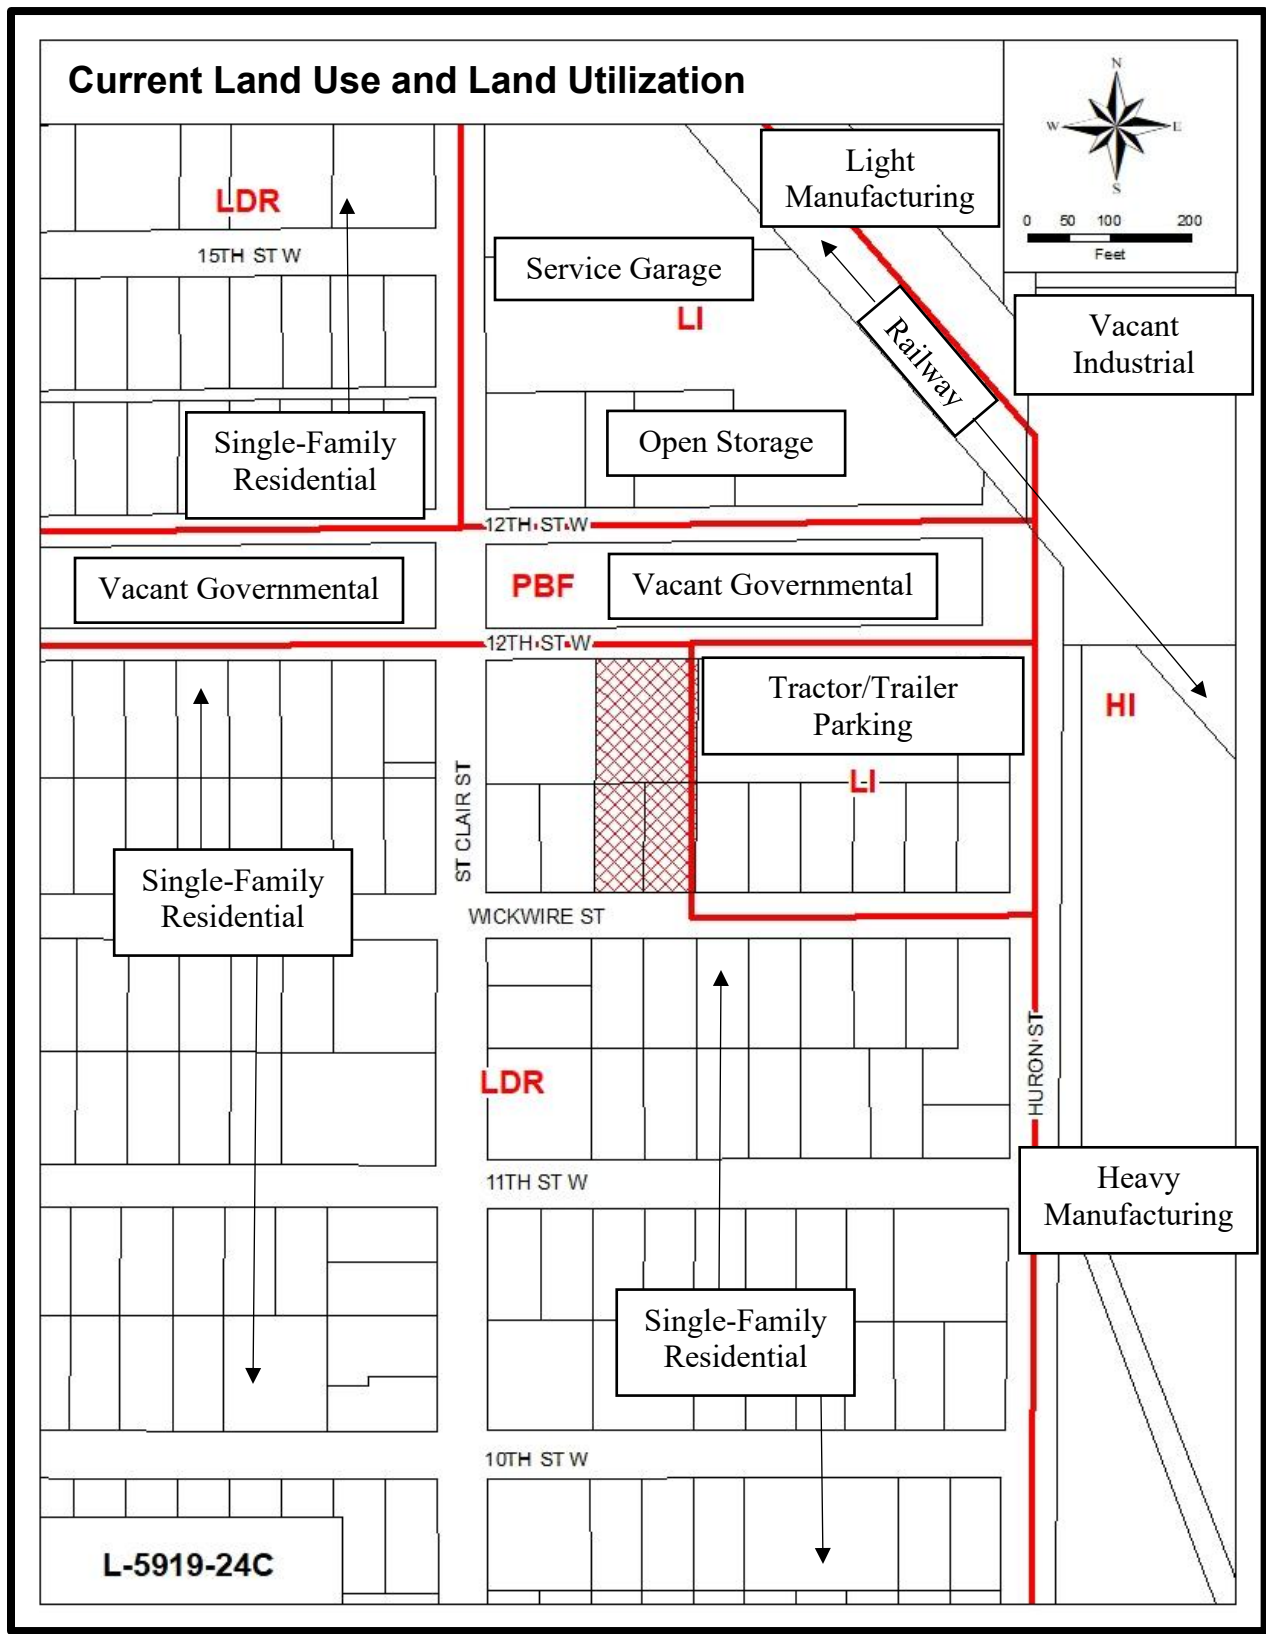 Current Land Use and Land Utilization
N
W
E
S
0 50 100 200
Feet
LDR
15TH ST W
Light
Manufacturing
Service Garage
LI
Railway
Vacant
Industrial
Single-Family
Residential
Open Storage
12TH ST W
Vacant Governmental
PBF
Vacant Governmental
12TH ST W
Tractor/Trailer
Parking
HI
LI
ST CLAIR ST
Single-Family
Residential
WICKWIRE ST
LDR
HURON ST
11TH ST W
Heavy
Manufacturing
Single-Family
Residential
10TH ST W
L-5919-24C